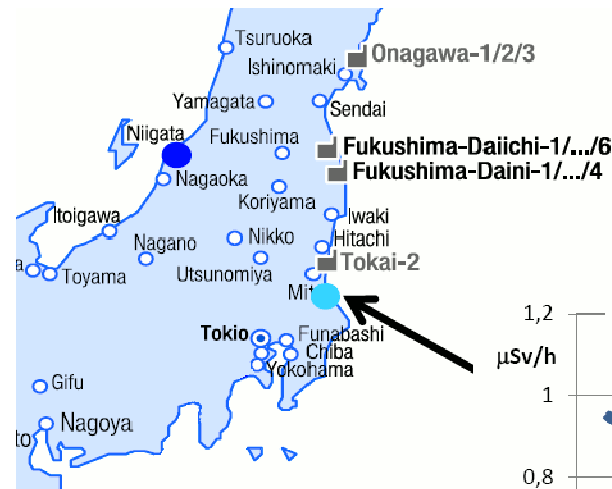 Tsuruoka
Onagawa-1/2/3
Ishinomaki
Yamagata
Sendai
Niigata
Fukushima
Fukushima-Daiichi-1/.../6
Fukushima-Daini-1/.../4
Nagaoka
Koriyama
Iwaki
Itoigawa
Hitachi
Nagano
Nikko
Tokai-2
a
Toyama
Utsunomiya
Mit
1,2
Tokio
Funabashi
µSv/h
Chiba
Yokohama
1
Gifu
Nagoya
to
0,8